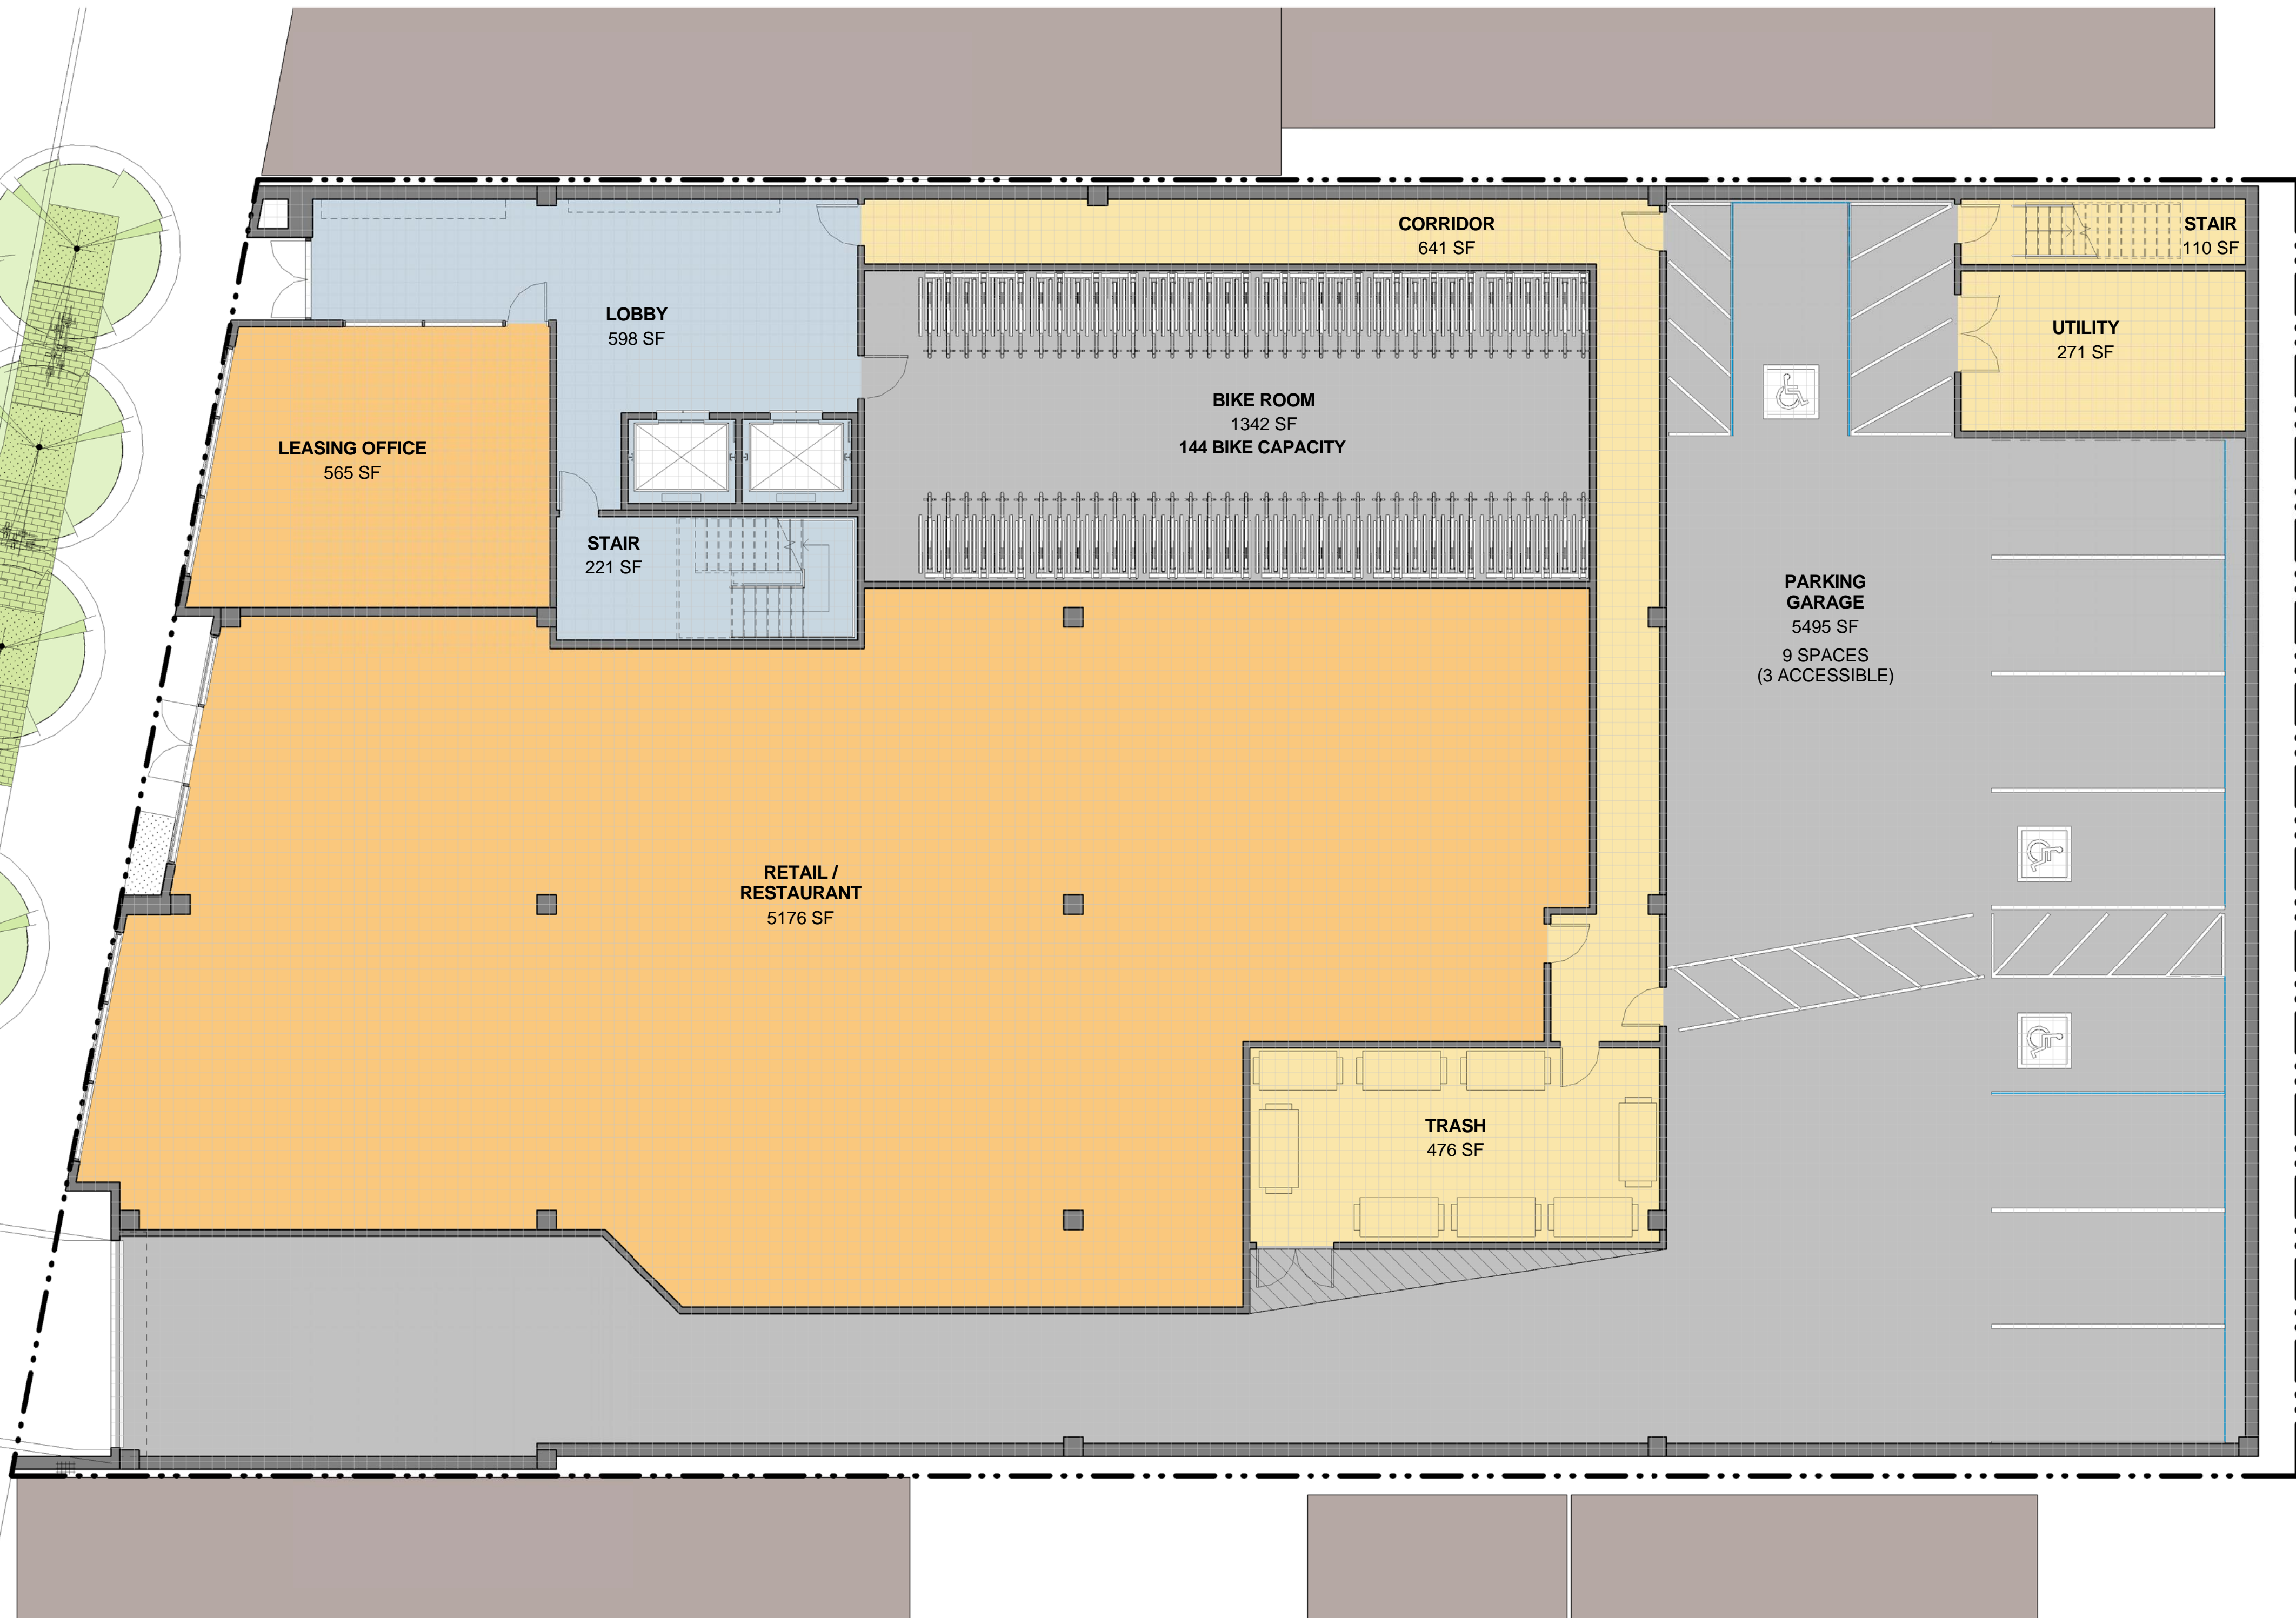 CORRIDOR
641 SF
STAIR
110 SF
LOBBY
598 SF
UTILITY
271 SF
BIKE ROOM
1342 SF
144 BIKE CAPACITY
LEASING OFFICE
565 SF
STAIR
221 SF
PARKING
GARAGE
5495 SF
9 SPACES
(3 ACCESSIBLE)
RETAIL /
RESTAURANT
5176 SF
TRASH
476 SF